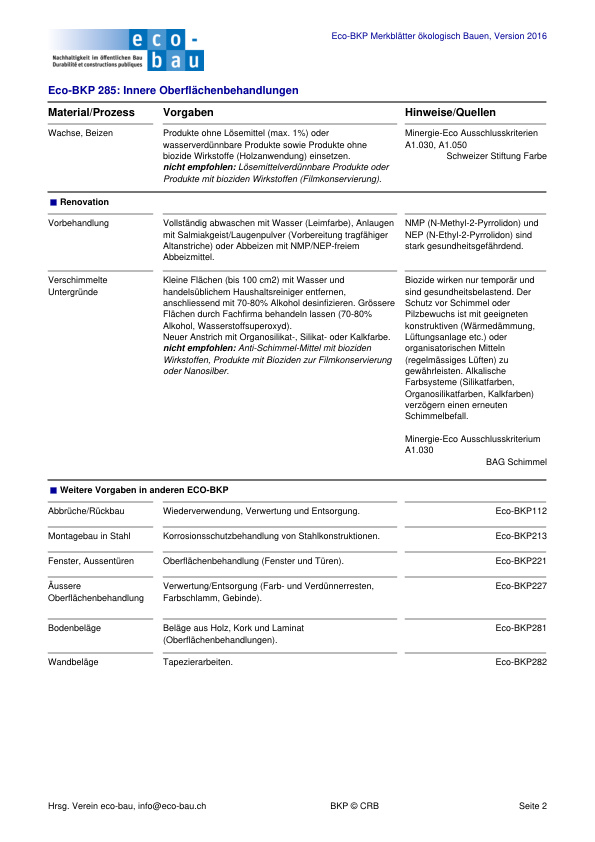 eco-
bau
Nachhaltigkeit im öffentlichen Bau
Durabilité et constructions publiques
Eco-BKP Merkblätter ökologisch Bauen, Version 2016
Eco-BKP 285: Innere Oberflächenbehandlungen
Material/Prozess
Vorgaben
Hinweise/Quellen
Wachse, Beizen
Produkte ohne Lösemittel (max. 1%) oder
wasserverdünnbare Produkte sowie Produkte ohne
biozide Wirkstoffe (Holzanwendung) einsetzen.
nicht empfohlen: Lösemittelverdünnbare Produkte oder
Produkte mit bioziden Wirkstoffen (Filmkonservierung).
Minergie-Eco Ausschlusskriterien
A1.030, A1.050
Schweizer Stiftung Farbe
Renovation
Vorbehandlung
Vollständig abwaschen mit Wasser (Leimfarbe), Anlaugen
mit Salmiakgeist/Laugenpulver (Vorbereitung tragfähiger
Altanstriche) oder Abbeizen mit NMP/NEP-freiem
Abbeizmittel.
NMP (N-Methyl-2-Pyrrolidon) und
NEP (N-Ethyl-2-Pyrrolidon) sind
stark gesundheitsgefährdend.
Verschimmelte
Untergründe
Kleine Flächen (bis 100 cm2) mit Wasser und
handelsüblichem Haushaltsreiniger entfernen,
anschliessend mit 70-80% Alkohol desinfizieren. Grössere
Flächen durch Fachfirma behandeln lassen (70-80%
Alkohol, Wasserstoffsuperoxyd).
Neuer Anstrich mit Organosilikat-, Silikat- oder Kalkfarbe.
nicht empfohlen: Anti-Schimmel-Mittel mit bioziden
Wirkstoffen, Produkte mit Bioziden zur Filmkonservierung
oder Nanosilber.
Biozide wirken nur temporär und
sind gesundheitsbelastend. Der
Schutz vor Schimmel oder
Pilzbewuchs ist mit geeigneten
konstruktiven (Wärmedämmung,
Lüftungsanlage etc.) oder
organisatorischen Mitteln
(regelmässiges Lüften) zu
gewährleisten. Alkalische
Farbsysteme (Silikatfarben,
Organosilikatfarben, Kalkfarben)
verzögern einen erneuten
Schimmelbefall.
Minergie-Eco Ausschlusskriterium
A1.030
BAG Schimmel
Weitere Vorgaben in anderen ECO-BKP
Abbrüche/Rückbau
Wiederverwendung, Verwertung und Entsorgung.
Eco-BKP112
Montagebau in Stahl
Korrosionsschutzbehandlung von Stahlkonstruktionen.
Eco-BKP213
Fenster, Aussentüren
Oberflächenbehandlung (Fenster und Türen).
Eco-BKP221
Äussere
Oberflächenbehandlung
Verwertung/Entsorgung (Farb- und Verdünnerresten,
Farbschlamm, Gebinde).
Eco-BKP227
Bodenbeläge
Beläge aus Holz, Kork und Laminat
(Oberflächenbehandlungen).
Eco-BKP281
Wandbeläge
Tapezierarbeiten.
Eco-BKP282
Hrsg. Verein eco-bau, info@eco-bau.ch
BKP © CRB
Seite 2